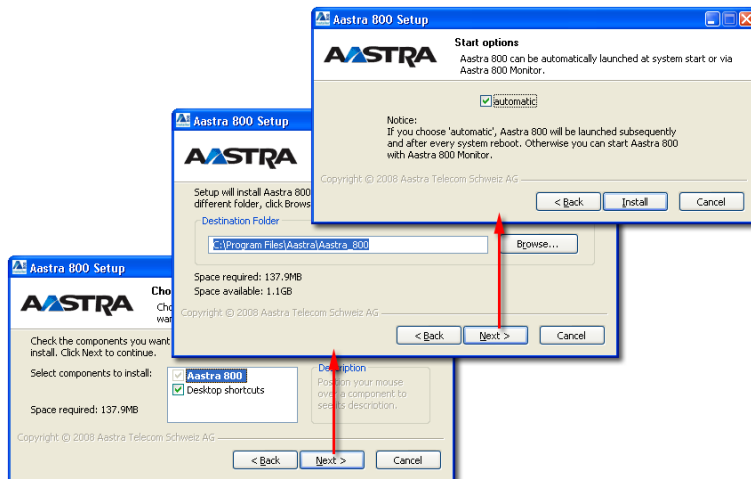 Aastra 800 Setup
AASTRA
Start options
Aastra 800 can be automatically launched at system start or via
Aastra 800 Monitor.
automatic
Notice:
If you choose 'automatic', Aastra 800 will be launched subsequently
and after every system reboot. Otherwise you can start Aastra 800
with Aastra 800 Monitor.
Copyright © 2008 Aastra Telecom Schweiz AG
< Back
Install
Cancel
Aastra 800 Setup
AASTRA
Setup will install Aastra 800
different folder, click Brows
Destination Folder
C:\Program Files\Aastra\Aastra_800
Browse...
Space required: 137.9MB
Space available: 1.1GB
Copyright © 2008 Aastra Telecom Schweiz AG
< Back
Next >
Cancel
Aastra 800 Setup
AASTRA
Cho
Cho
wan
Check the components you want
install. Click Next to continue.
Select components to install:
Aastra 800
Desktop shortcuts
Description
Position your mouse
over a component to
see its description.
Space required: 137.9MB
Copyright © 2008 Aastra Telecom Schweiz AG
< Back
Next >
Cancel